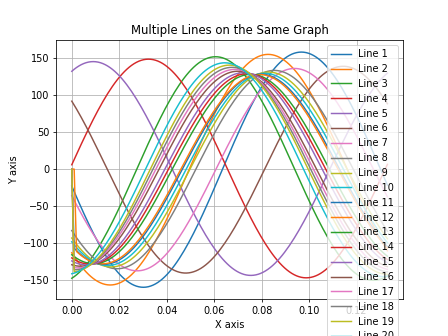 Multiple Lines on the Same Graph
Y axis
150
100
50
0
−50
−100
−150
0.00
0.02
0.04
0.06
0.08
0.10
X axis
Line 1
Line 2
Line 3
Line 4
Line 5
Line 6
Line 7
Line 8
Line 9
Line 10
Line 11
Line 12
Line 13
Line 14
Line 15
Line 16
Line 17
Line 18
Line 19
Line 20